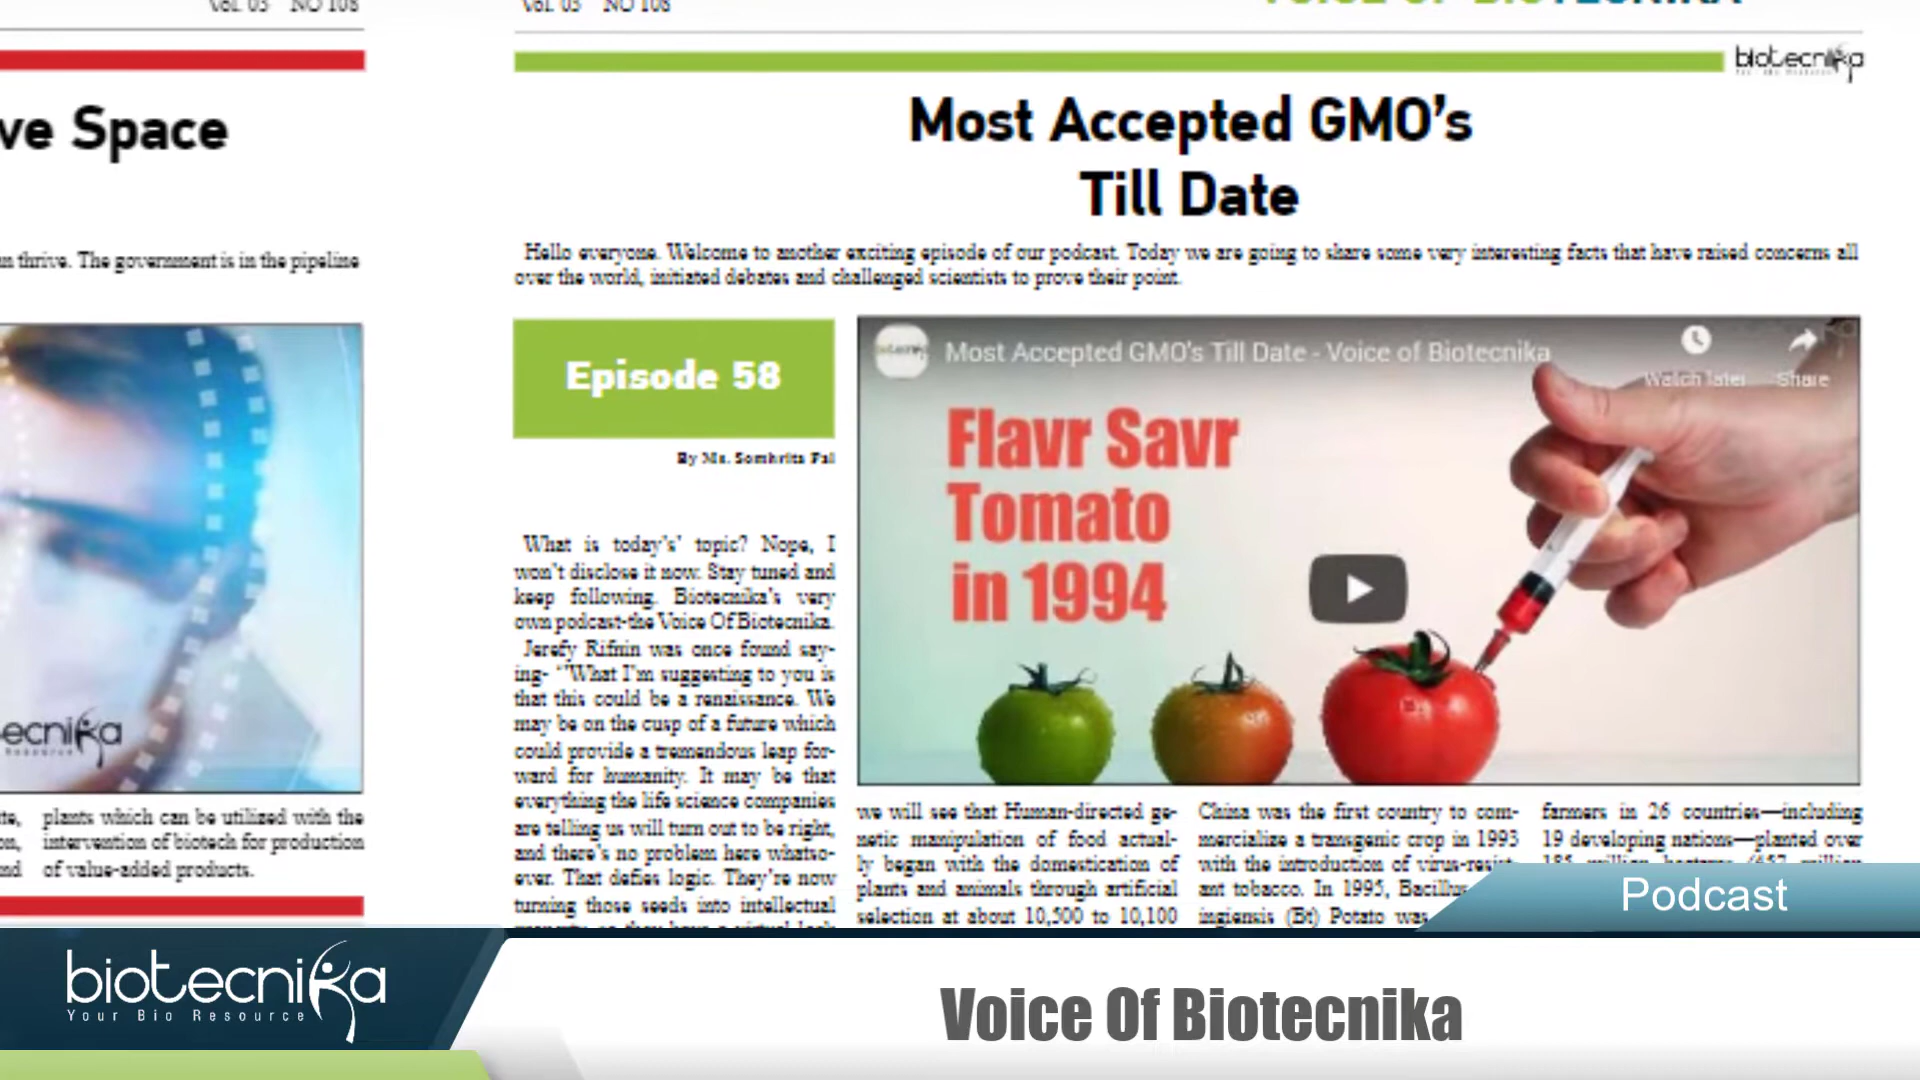 VOL. 05 NO 108
ve Space
n thrive. The government is in the pipeline
ecnika
plants which can be utilized with the
intervention of biotech for production
of value-added products.
VOL. 05 NO 108
VOICE OF BIOTECNIKA
biotecnika
Most Accepted GMO's
Till Date
Hello everyone. Welcome to another exciting episode of our podcast. Today we are going to share some very interesting facts that have raised concerns all
over the world, initiated debates and challenged scientists to prove their point.
Episode 58
By Ms. Somhrita Pal
What is today's' topic? Nope, I
won't disclose it now. Stay tuned and
keep following. Biotecnika's very
own podcast-the Voice Of Biotecnika.
Jerefy Rifnin was once found say-
ing- "What I'm suggesting to you is
that this could be a renaissance. We
may be on the cusp of a future which
could provide a tremendous leap for-
ward for humanity. It may be that
everything the life science companies
are telling us will turn out to be right,
and there's no problem here whatso-
ever. That defies logic. They're now
turning those seeds into intellectual
Most Accepted GMO's Till Date - Voice of Biotecnika
Watch later
Share
Flavr Savr
Tomato
in 1994
we will see that Human-directed ge-
netic manipulation of food actual-
ly began with the domestication of
plants and animals through artificial
selection at about 10,500 to 10,100
China was the first country to com-
mercialize a transgenic crop in 1993
with the introduction of virus-resist-
ant tobacco. In 1995, Bacillus
ingiensis (Bt) Potato was
farmers in 26 countries—including
19 developing nations—planted over
Podcast
biotecnika
Your Bio Resource
Voice Of Biotecnika